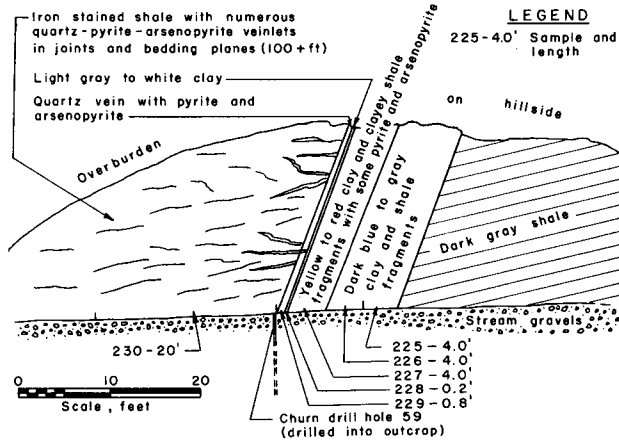 Iron stained shale with numerous
quartz-pyrite-arsenopyrite veinlets
in joints and bedding planes (100+ft)
Light gray to white clay
Quartz vein with pyrite and
arsenopyrite
LEGEND
225-4.0' Sample and
length
on hillside
Overburden
Yellow to red clay and clayey shale
fragments with some pyrite and arsenopyrite
Dark blue to gray
clay and shale
fragments
Dark gray shale
Stream gravels
230-20'
225-4.0'
226-4.0'
227-4.0'
228-0.2'
229-0.8'
0 10 20
Scale, feet
Churn drill hole 59
(drilled into outcrop)